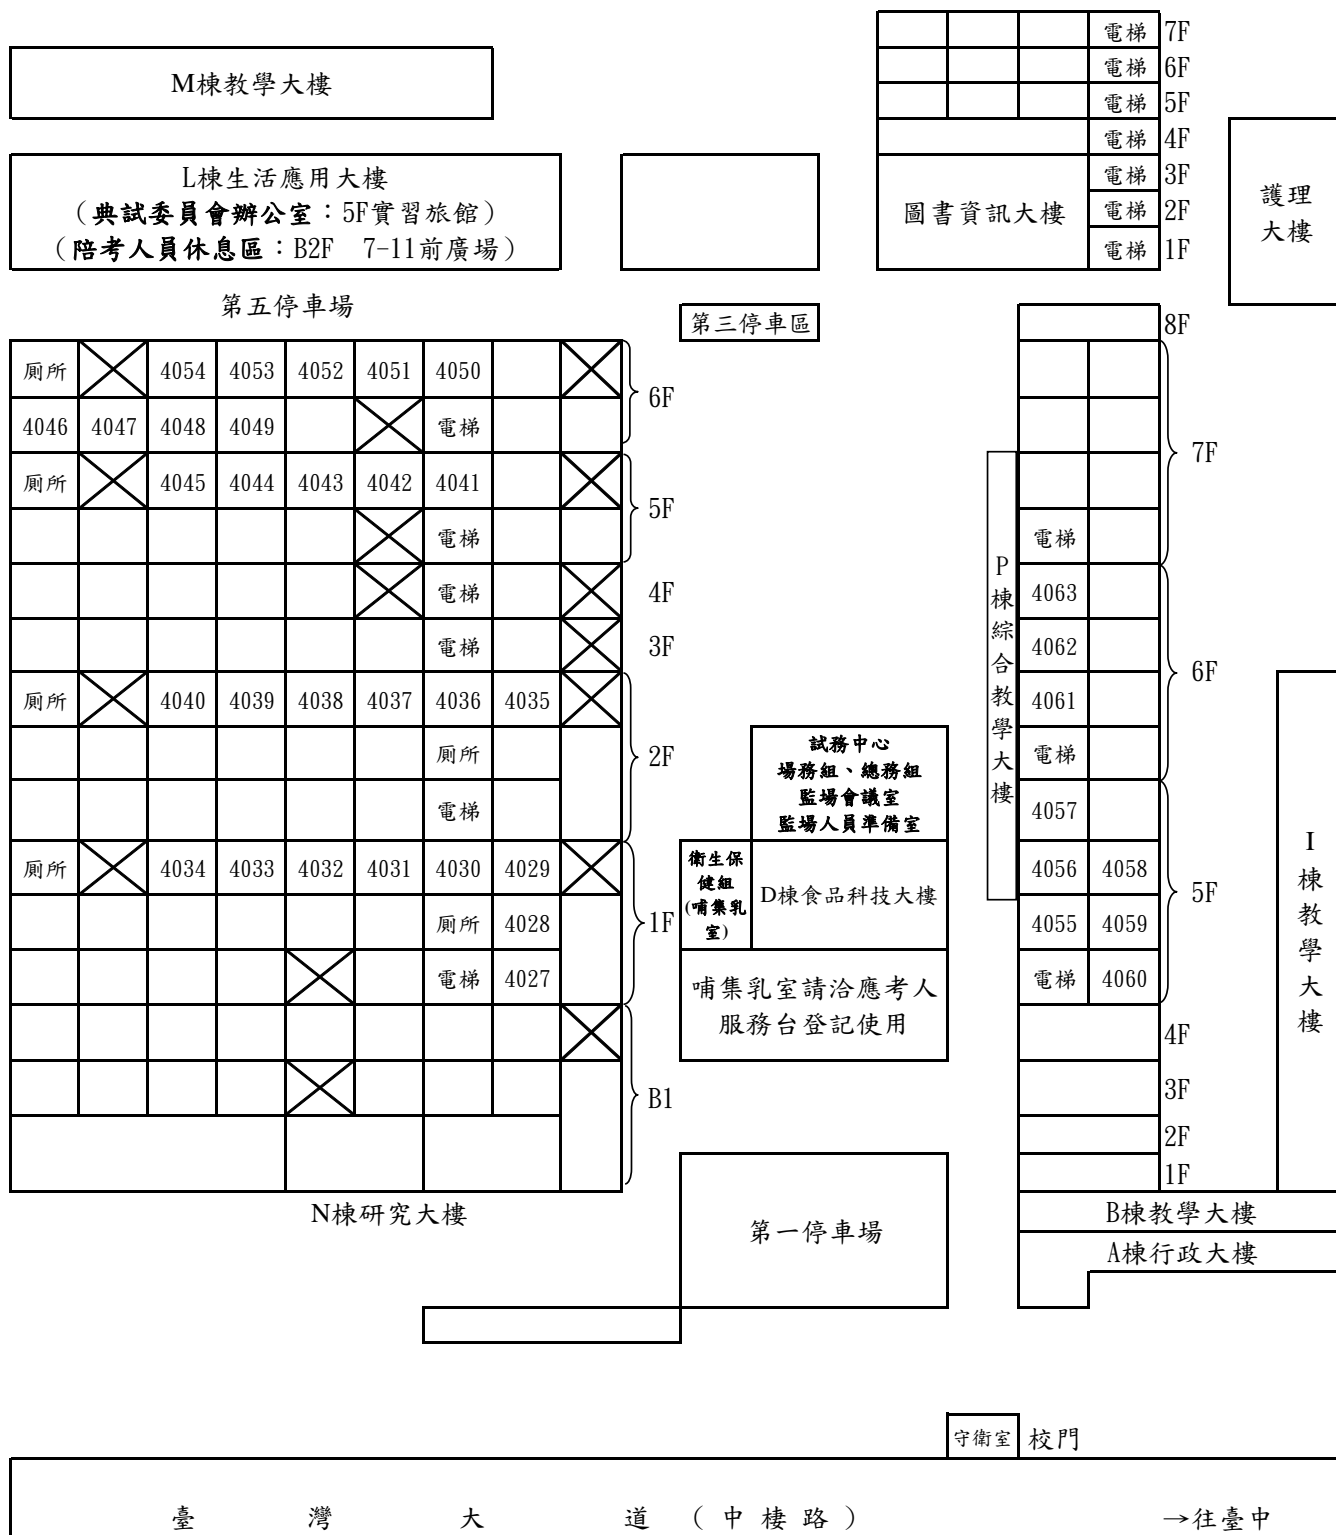 電梯 7F
電梯 6F
M棟教學大樓
電梯 5F
電梯 4F
L棟生活應用大樓
(典試委員會辦公室：5F實習旅館)
(陪考人員休息區：B2F 7-11前廣場)
圖書資訊大樓
電梯 3F
電梯 2F
電梯 1F
護理
大樓
第五停車場
第三停車區
8F
廁所 4054 4053 4052 4051 4050
6F
4046 4047 4048 4049 電梯
廁所 4045 4044 4043 4042 4041
5F
電梯
電梯 4F
電梯 3F
廁所 4040 4039 4038 4037 4036 4035
廁所 2F
電梯
廁所 4034 4033 4032 4031 4030 4029
廁所 4028 1F
電梯 4027
B1
N棟研究大樓
試務中心
場務組、總務組
監場會議室
監場人員準備室
衛生保
健組
(哺集乳
室)
D棟食品科技大樓
哺集乳室請洽應考人
服務台登記使用
第一停車場
P棟綜合教學大樓
7F
電梯
4063
4062
6F
4061
電梯
4057
4056 4058
5F
4055 4059
電梯 4060
4F
3F
2F
1F
I棟教學大樓
B棟教學大樓
A棟行政大樓
守衛室 校門
臺灣大道(中棲路) →往臺中